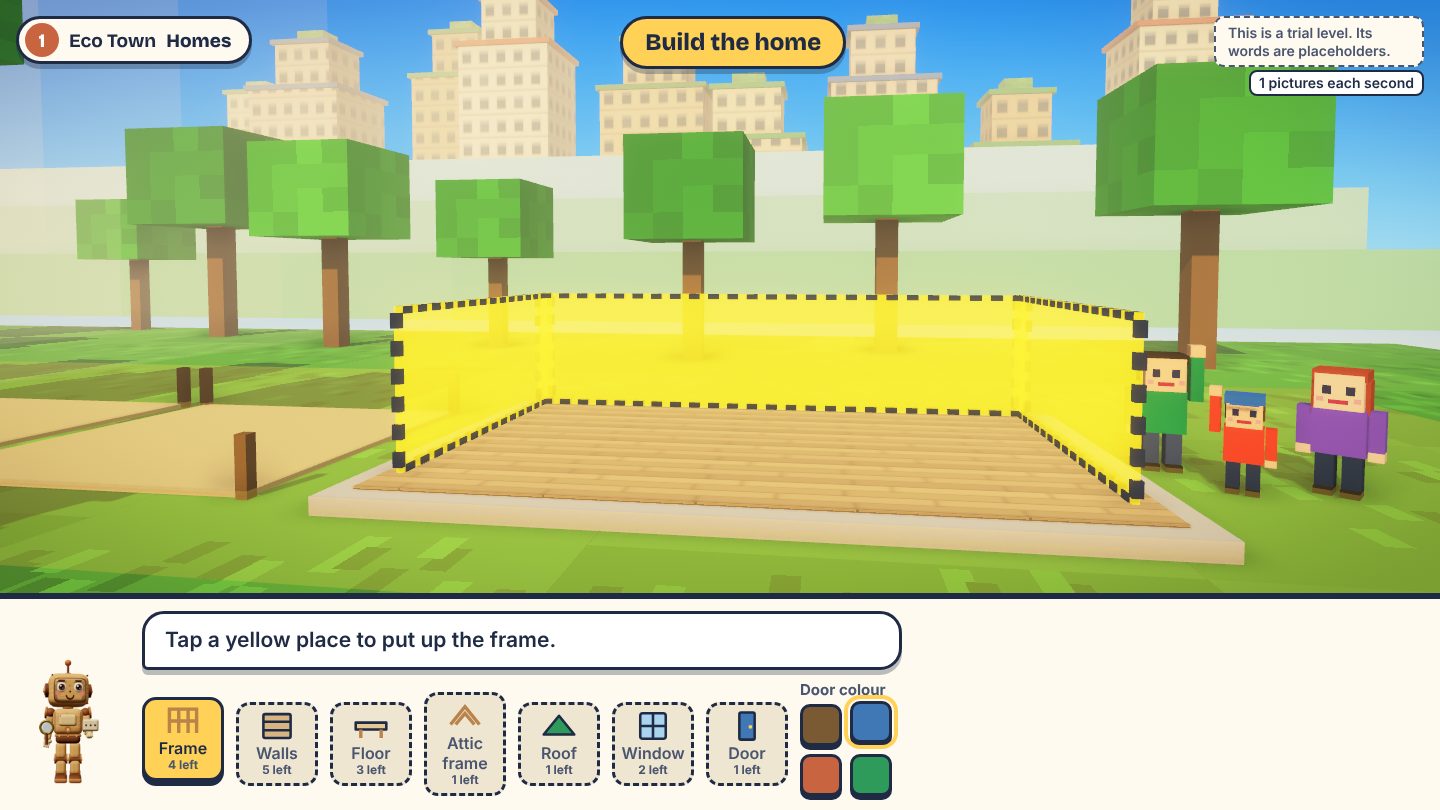 1 Eco Town Homes
Build the home
This is a trial level. Its
words are placeholders.
1 pictures each second
Tap a yellow place to put up the frame.
Frame
4 left
Walls
5 left
Floor
3 left
Attic
frame
1 left
Roof
1 left
Window
2 left
Door
1 left
Door colour